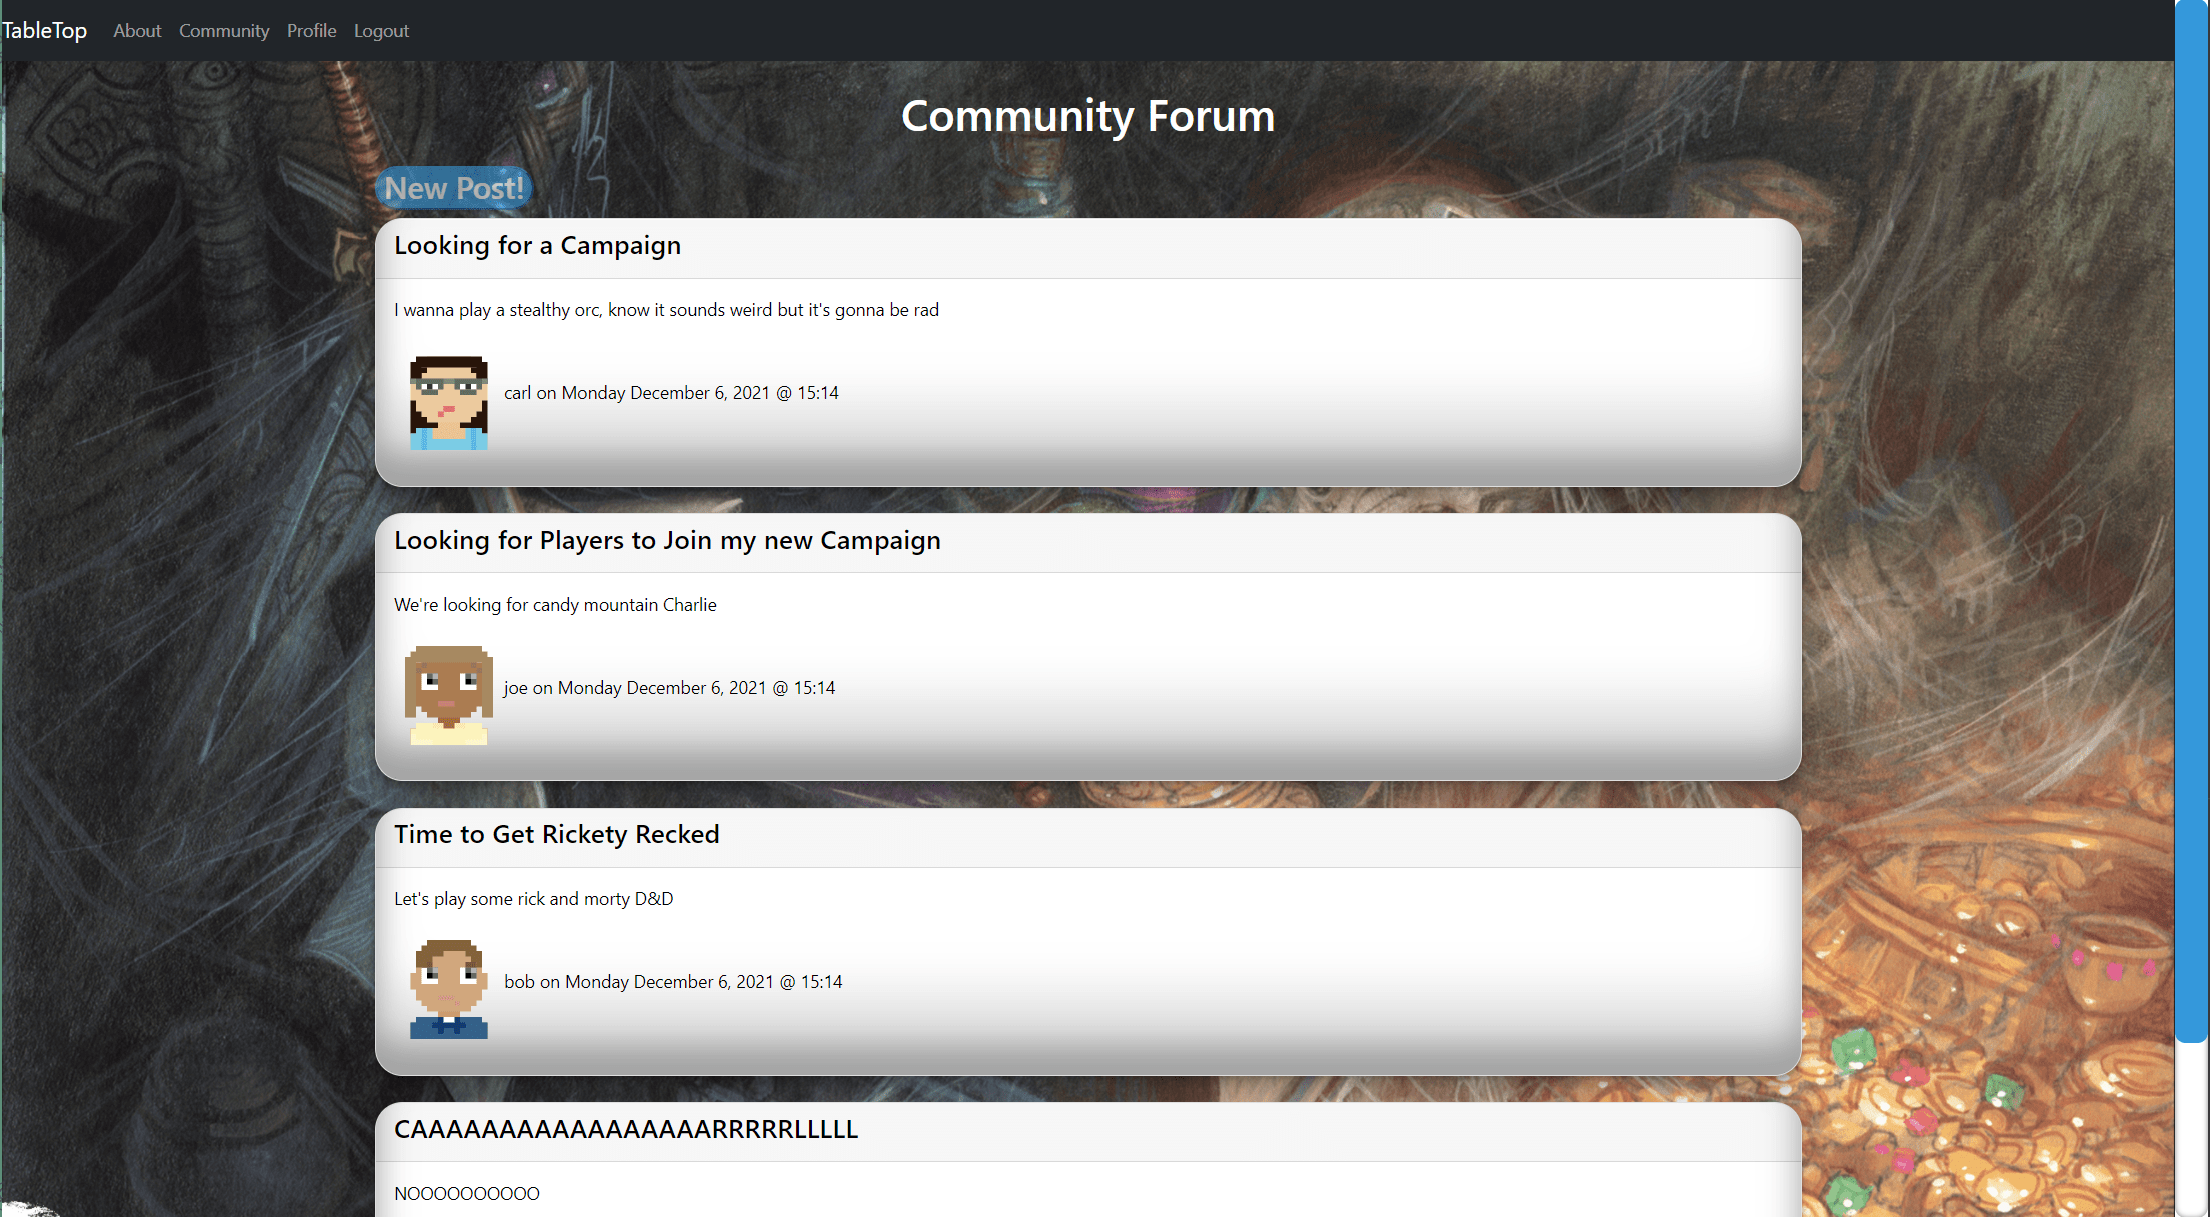 TableTop About Community Profile Logout
Community Forum
New Post!
Looking for a Campaign
I wanna play a stealthy orc, know it sounds weird but it's gonna be rad
carl on Monday December 6, 2021 @ 15:14
Looking for Players to Join my new Campaign
We're looking for candy mountain Charlie
joe on Monday December 6, 2021 @ 15:14
Time to Get Rickety Recked
Let's play some rick and morty D&D
bob on Monday December 6, 2021 @ 15:14
CAAAAAAAAAAAAAAAAARRRRRLLLLL
NOOOOOOOOOO